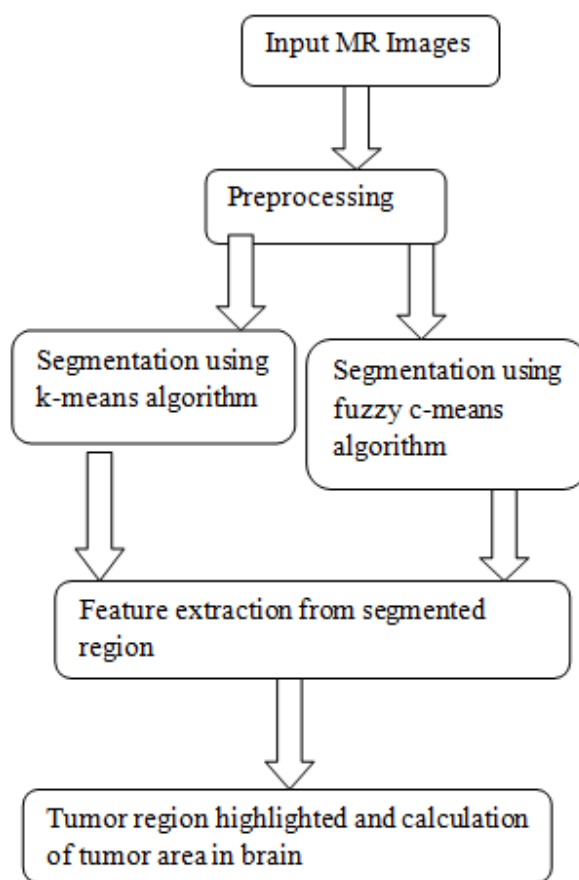 Input MR Images
Preprocessing
Segmentation using
k-means algorithm
Segmentation using
fuzzy c-means
algorithm
Feature extraction from segmented
region
Tumor region highlighted and calculation
of tumor area in brain